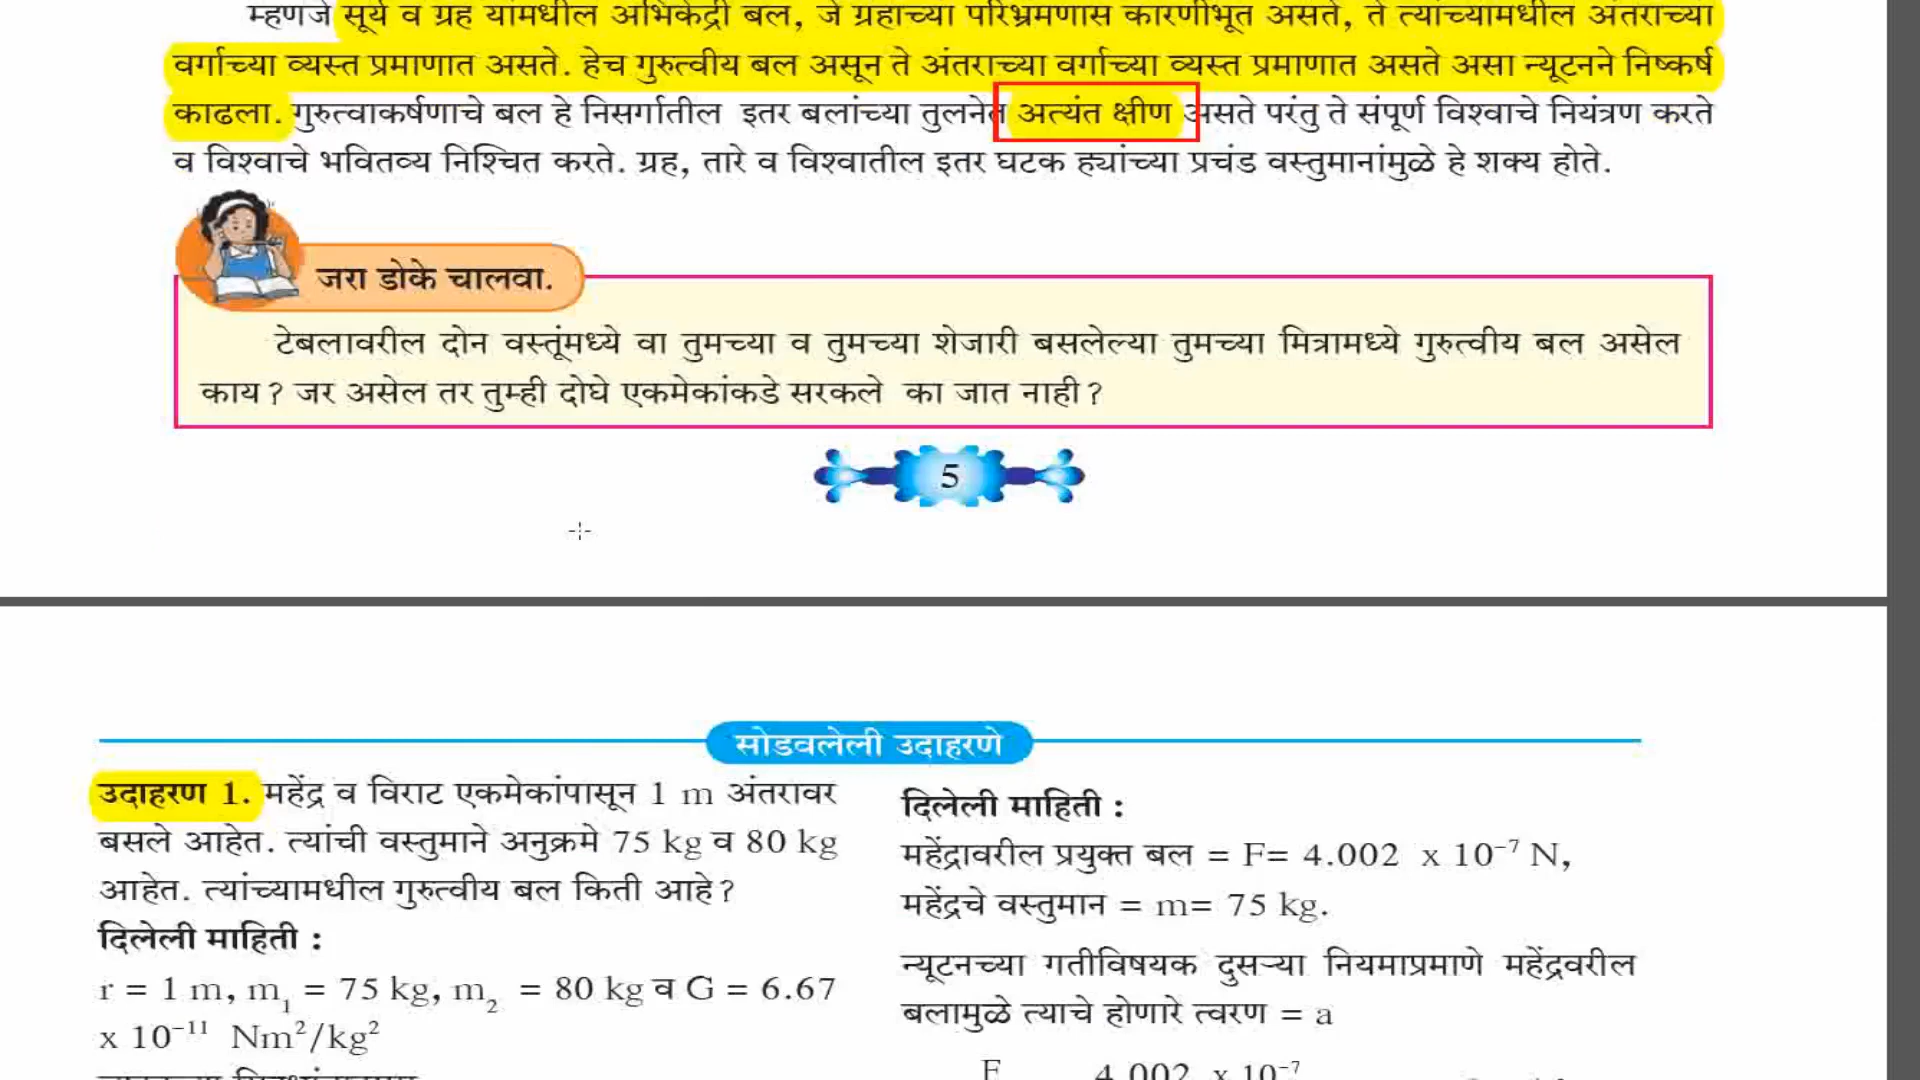 म्हणजे सूर्य व ग्रह यांमधील अभिकेंद्री बल, जे ग्रहाच्या परिभ्रमणास कारणीभूत असते, ते त्यांच्यामधील अंतराच्या
वर्गाच्या व्यस्त प्रमाणात असते. हेच गुरुत्वीय बल असून ते अंतराच्या वर्गाच्या व्यस्त प्रमाणात असते असा न्यूटनने निष्कर्ष
काढला. गुरुत्वाकर्षणाचे बल हे निसर्गातील इतर बलांच्या तुलनेत अत्यंत क्षीण असते परंतु ते संपूर्ण विश्वाचे नियंत्रण करते
व विश्वाचे भवितव्य निश्चित करते. ग्रह, तारे व विश्वातील इतर घटक ह्यांच्या प्रचंड वस्तुमानांमुळे हे शक्य होते.
जरा डोके चालवा.
टेबलावरील दोन वस्तूंमध्ये वा तुमच्या व तुमच्या शेजारी बसलेल्या तुमच्या मित्रामध्ये गुरुत्वीय बल असेल
काय? जर असेल तर तुम्ही दोघे एकमेकांकडे सरकले का जात नाही?
5
सोडवलेली उदाहरणे
उदाहरण 1. महेंद्र व विराट एकमेकांपासून 1 m अंतरावर
बसले आहेत. त्यांची वस्तुमाने अनुक्रमे 75 kg व 80 kg
आहेत. त्यांच्यामधील गुरुत्वीय बल किती आहे?
दिलेली माहिती :
r = 1 m, m₁ = 75 kg, m₂ = 80 kg व G = 6.67
x 10⁻¹¹ Nm²/kg²
दिलेली माहिती :
महेंद्रावरील प्रयुक्त बल = F= 4.002 x 10⁻⁷ N,
महेंद्रचे वस्तुमान = m= 75 kg.
न्यूटनच्या गतीविषयक दुसऱ्या नियमाप्रमाणे महेंद्रवरील
बलामुळे त्याचे होणारे त्वरण = a
F 4.002 x 10⁻⁷